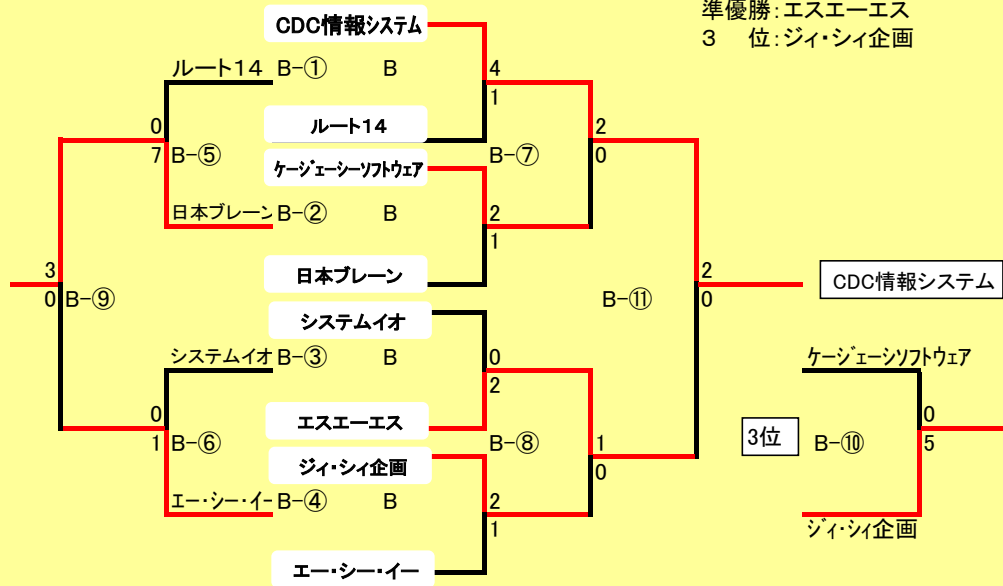 準優勝：エスエーエス
3　位：ジィ・シィ企画
CDC情報システム
ルート14 B-① B 4
1
ルート14
0 2
7 B-⑤ B-⑦ 0
ケージェーシーソフトウェア
日本ブレーン B-② B 2
1
日本ブレーン
3 2
0 B-⑨ B-⑪ 0
CDC情報システム
システムイオ
システムイオ B-③ B 0
2
ケージェーシソフトウェア
エスエーエス
0 1 0
1 B-⑥ B-⑧ 0 3位 B-⑩ 5
ジィ・シィ企画
エー・シー・イー B-④ B 2
1
ジィ・シィ企画
エー・シー・イー